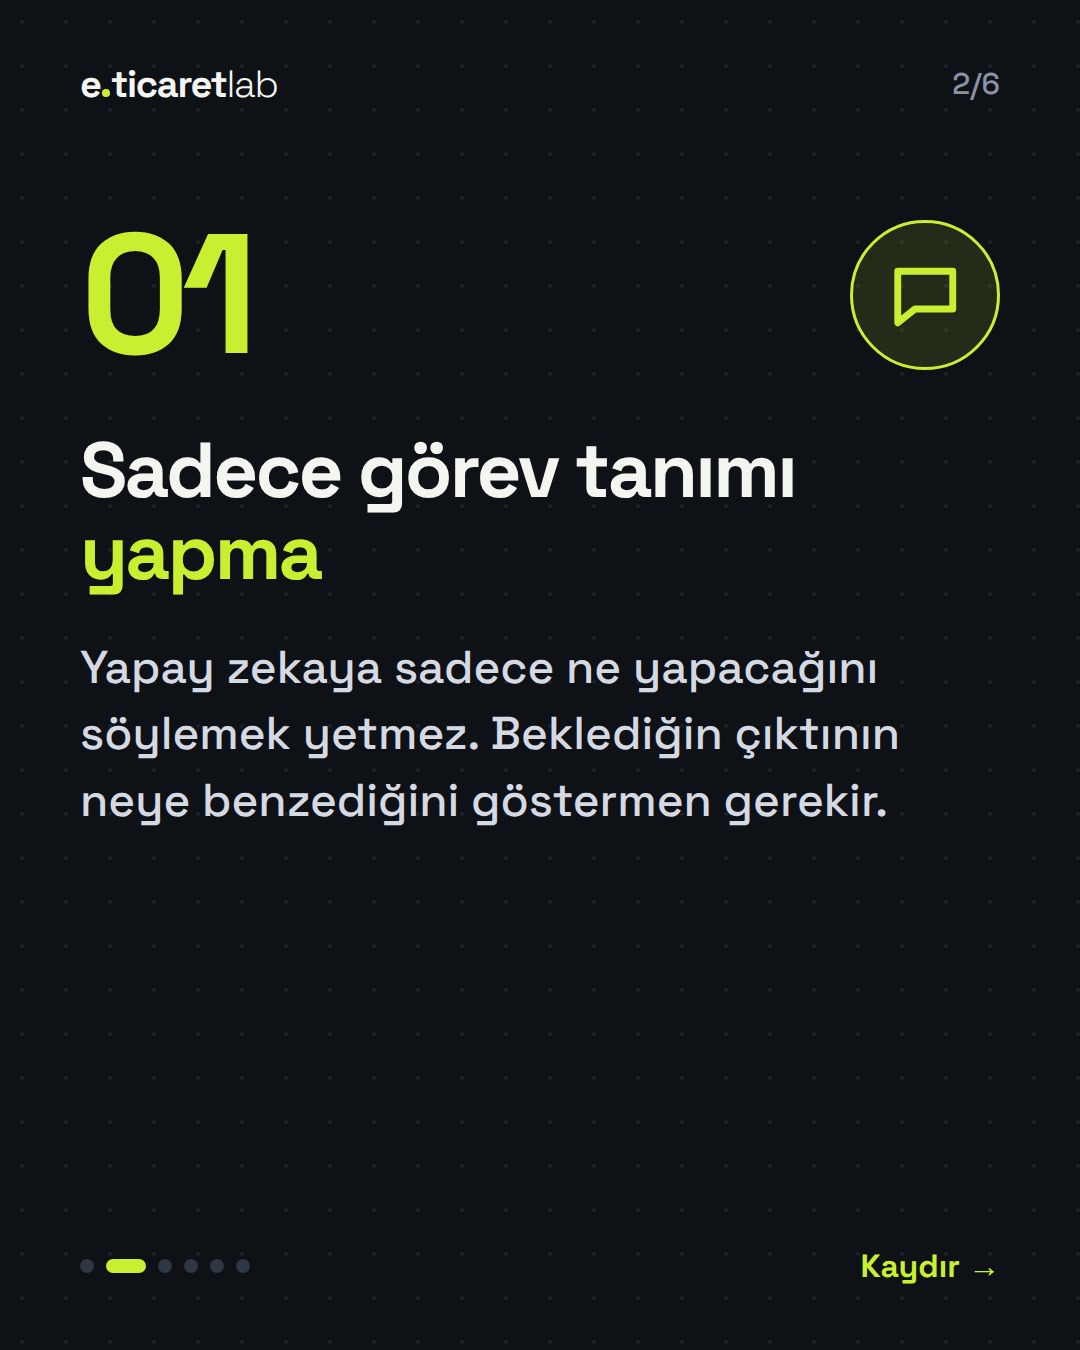 e.ticaretlab
2/6
01
Sadece görev tanımı
yapma
Yapay zekaya sadece ne yapacağını
söylemek yetmez. Beklediğin çıktının
neye benzediğini göstermen gerekir.
Kaydır →